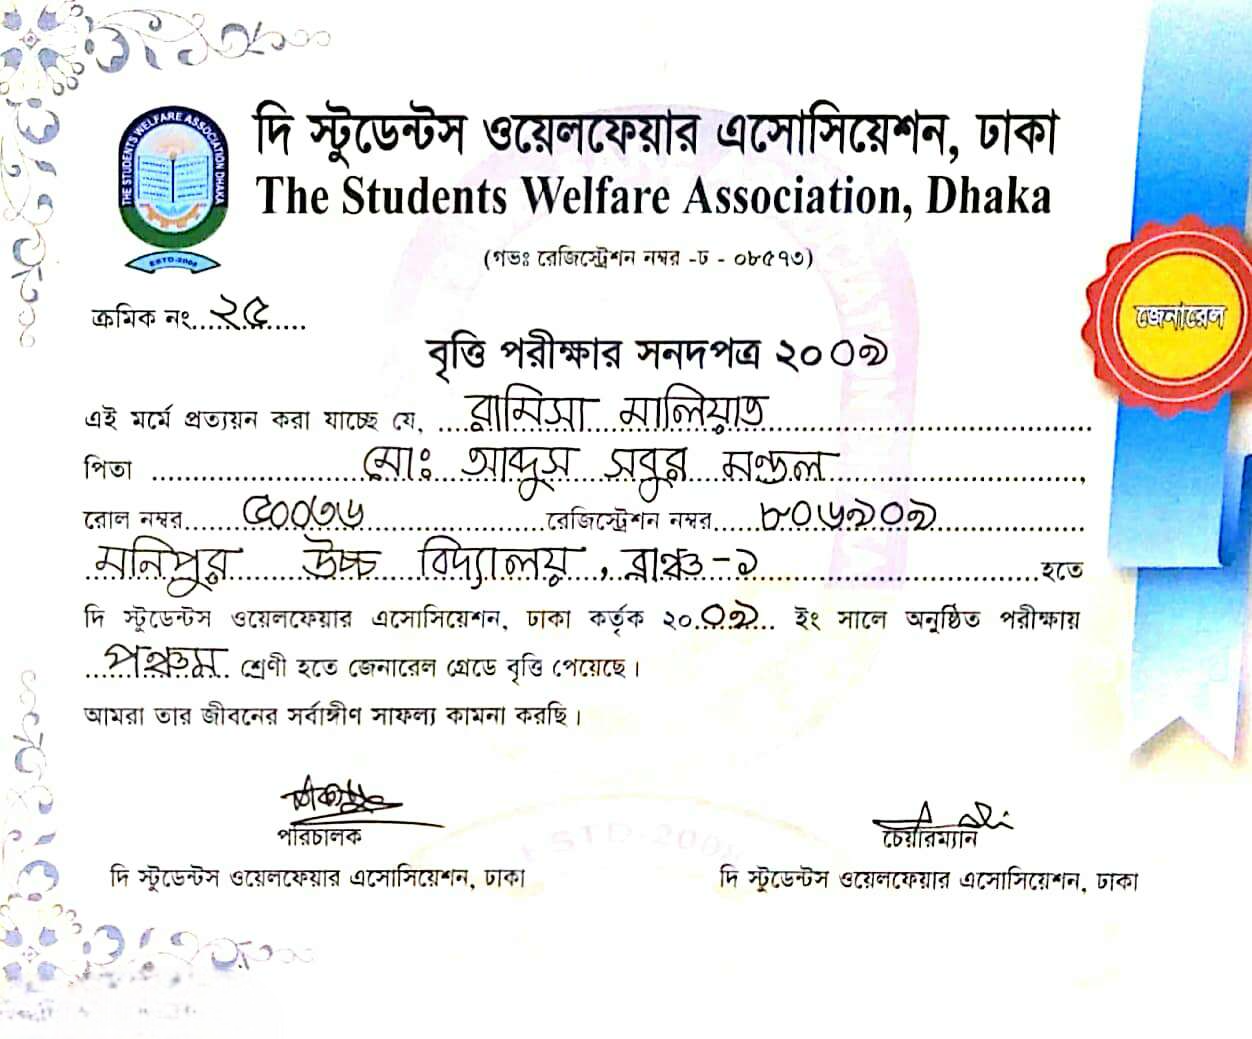 দি স্টুডেন্টস ওয়েলফেয়ার এসোসিয়েশন, ঢাকা
The Students Welfare Association, Dhaka
THE STUDENTS WELFARE ASSOCIATION DHAKA
ESTD-2008
(গভঃ রেজিস্ট্রেশন নম্বর -ঢ - ০৮৫৭৩)
ক্রমিক নং...২৫...
জেনারেল
বৃত্তি পরীক্ষার সনদপত্র ২০০৯
এই মর্মে প্রত্যয়ন করা যাচ্ছে যে, ...রামিসা মালিয়াত...
পিতা ...মোঃ আব্দুস সবুর মন্ডল...,
রোল নম্বর...৫০০৩৬...রেজিস্ট্রেশন নম্বর...৮০৬৯০৯...
...মনিপুর উচ্চ বিদ্যালয়, ব্রাঞ্চ-১...হতে
দি স্টুডেন্টস ওয়েলফেয়ার এসোসিয়েশন, ঢাকা কর্তৃক ২০.০৯... ইং সালে অনুষ্ঠিত পরীক্ষায়
...পঞ্চম. শ্রেণী হতে জেনারেল গ্রেডে বৃত্তি পেয়েছে।
আমরা তার জীবনের সর্বাঙ্গীণ সাফল্য কামনা করছি।
পরিচালক
দি স্টুডেন্টস ওয়েলফেয়ার এসোসিয়েশন, ঢাকা
চেয়ারম্যান
দি স্টুডেন্টস ওয়েলফেয়ার এসোসিয়েশন, ঢাকা